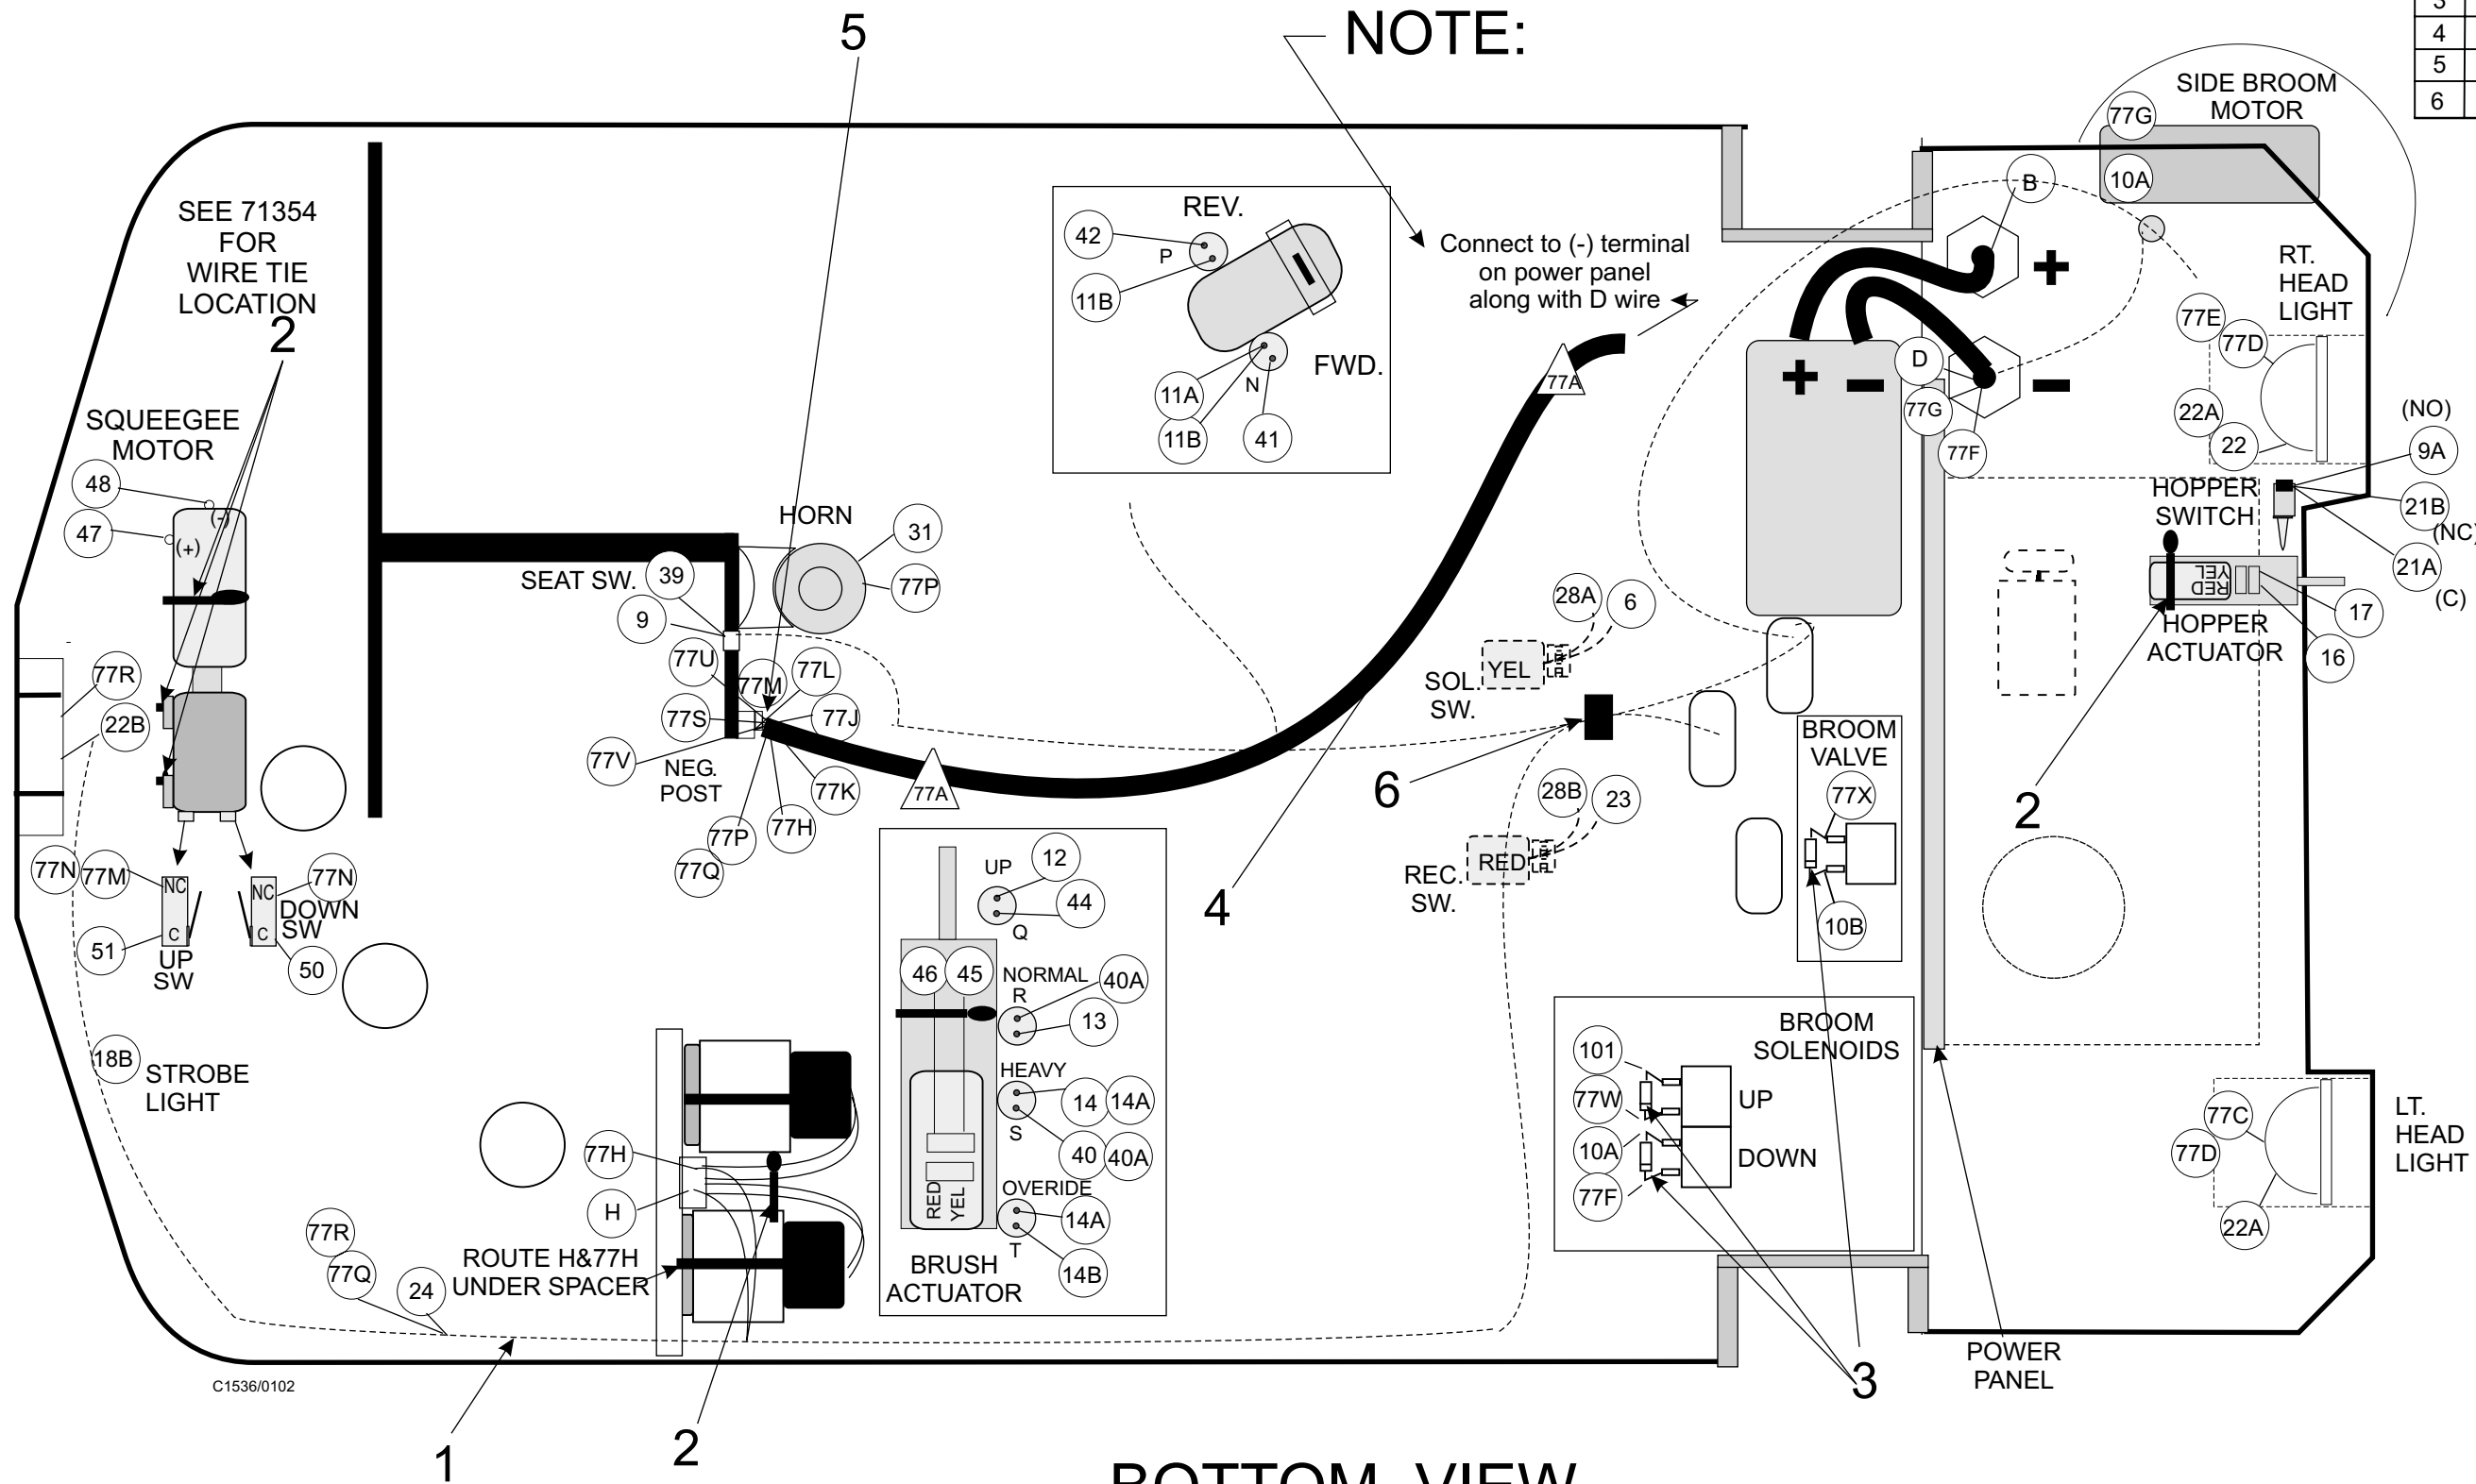 5
NOTE:
3
4
5
6
SIDE BROOM
MOTOR
77G
10A
B
SEE 71354
FOR
WIRE TIE
LOCATION
2
REV.
42
P
11B
11A
N
11B
41
FWD.
Connect to (-) terminal
on power panel
along with D wire
77A
+
-
+
-
D
77G
77F
RT.
HEAD
LIGHT
77E
77D
22A
22
(NO)
9A
21B
(NC)
21A
(C)
HOPPER
SWITCH
RED
YEL
17
16
HOPPER
ACTUATOR
2
SQUEEGEE
MOTOR
48
47
(-)
(+)
HORN
31
77P
SEAT SW.
39
9
77U
77M
77L
77S
77J
77V
NEG.
POST
77K
77P
77H
77Q
77A
28A
6
YEL
SOL.
SW.
6
28B
23
RED
REC.
SW.
4
BROOM
VALVE
77X
10B
77R
22B
77N
77M
NC
C
51
UP
SW
NC
C
77N
DOWN
SW
50
18B
STROBE
LIGHT
UP
12
44
Q
46
45
NORMAL
R
40A
13
HEAVY
14
14A
S
40
40A
OVERIDE
14A
T
14B
RED
YEL
BRUSH
ACTUATOR
BROOM
SOLENOIDS
101
77W
UP
10A
DOWN
77F
77C
77D
22A
LT.
HEAD
LIGHT
77H
H
ROUTE H&77H
UNDER SPACER
77R
77Q
24
POWER
PANEL
3
C1536/0102
1
2
BOTTOM VIEW